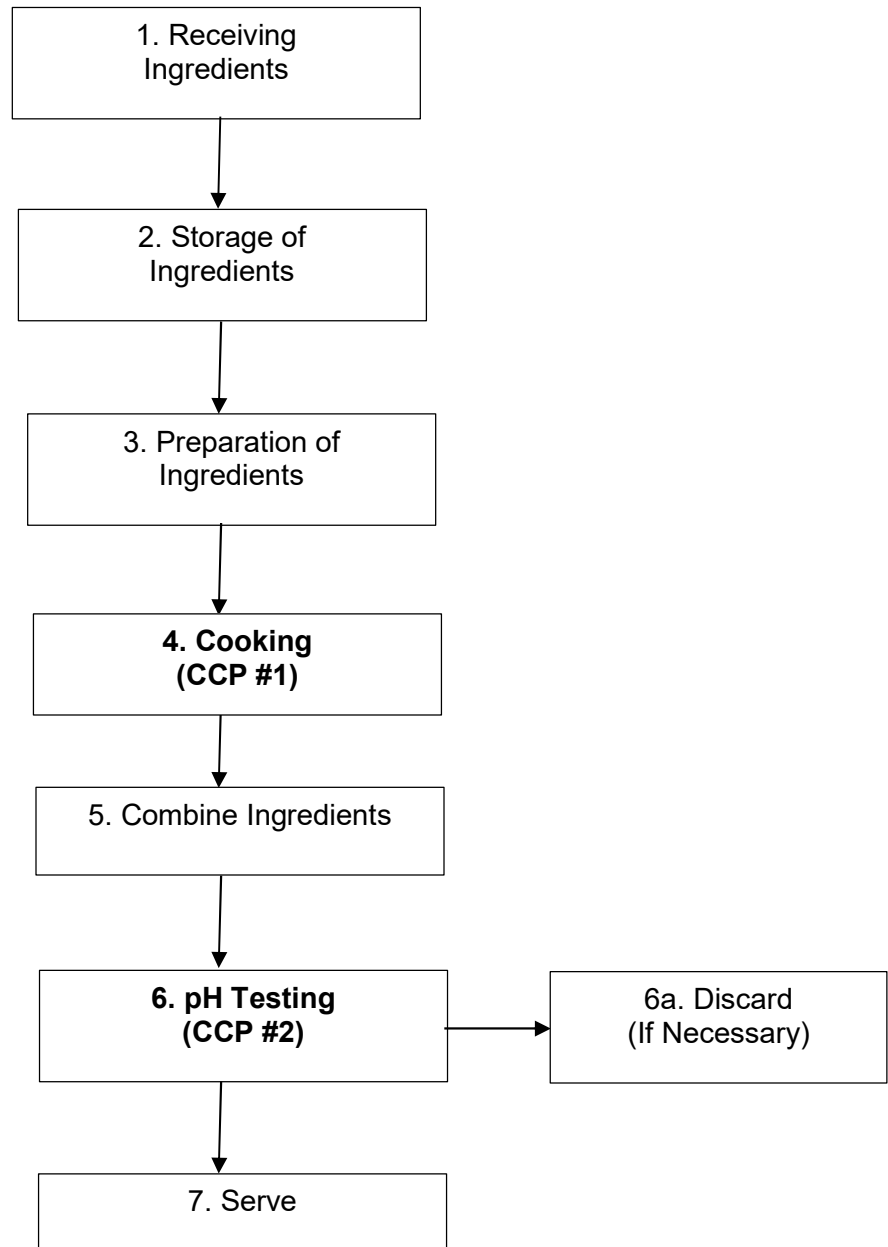 1. Receiving
Ingredients
2. Storage of
Ingredients
3. Preparation of
Ingredients
4. Cooking
(CCP #1)
5. Combine Ingredients
6. pH Testing
(CCP #2)
6a. Discard
(If Necessary)
7. Serve